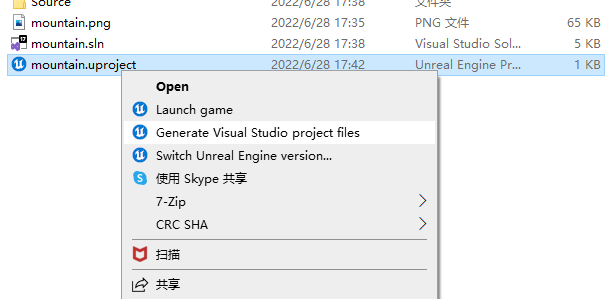 Source 2022/6/28 17:38 文件夹
mountain.png 2022/6/28 17:38 PNG 文件 65 KB
mountain.sln 2022/6/28 17:38 Visual Studio Sol... 5 KB
mountain.uproject 2022/6/28 17:42 Unreal Engine Pr... 1 KB
Open
Launch game
Generate Visual Studio project files
Switch Unreal Engine version...
使用 Skype 共享
7-Zip
CRC SHA
扫描
共享